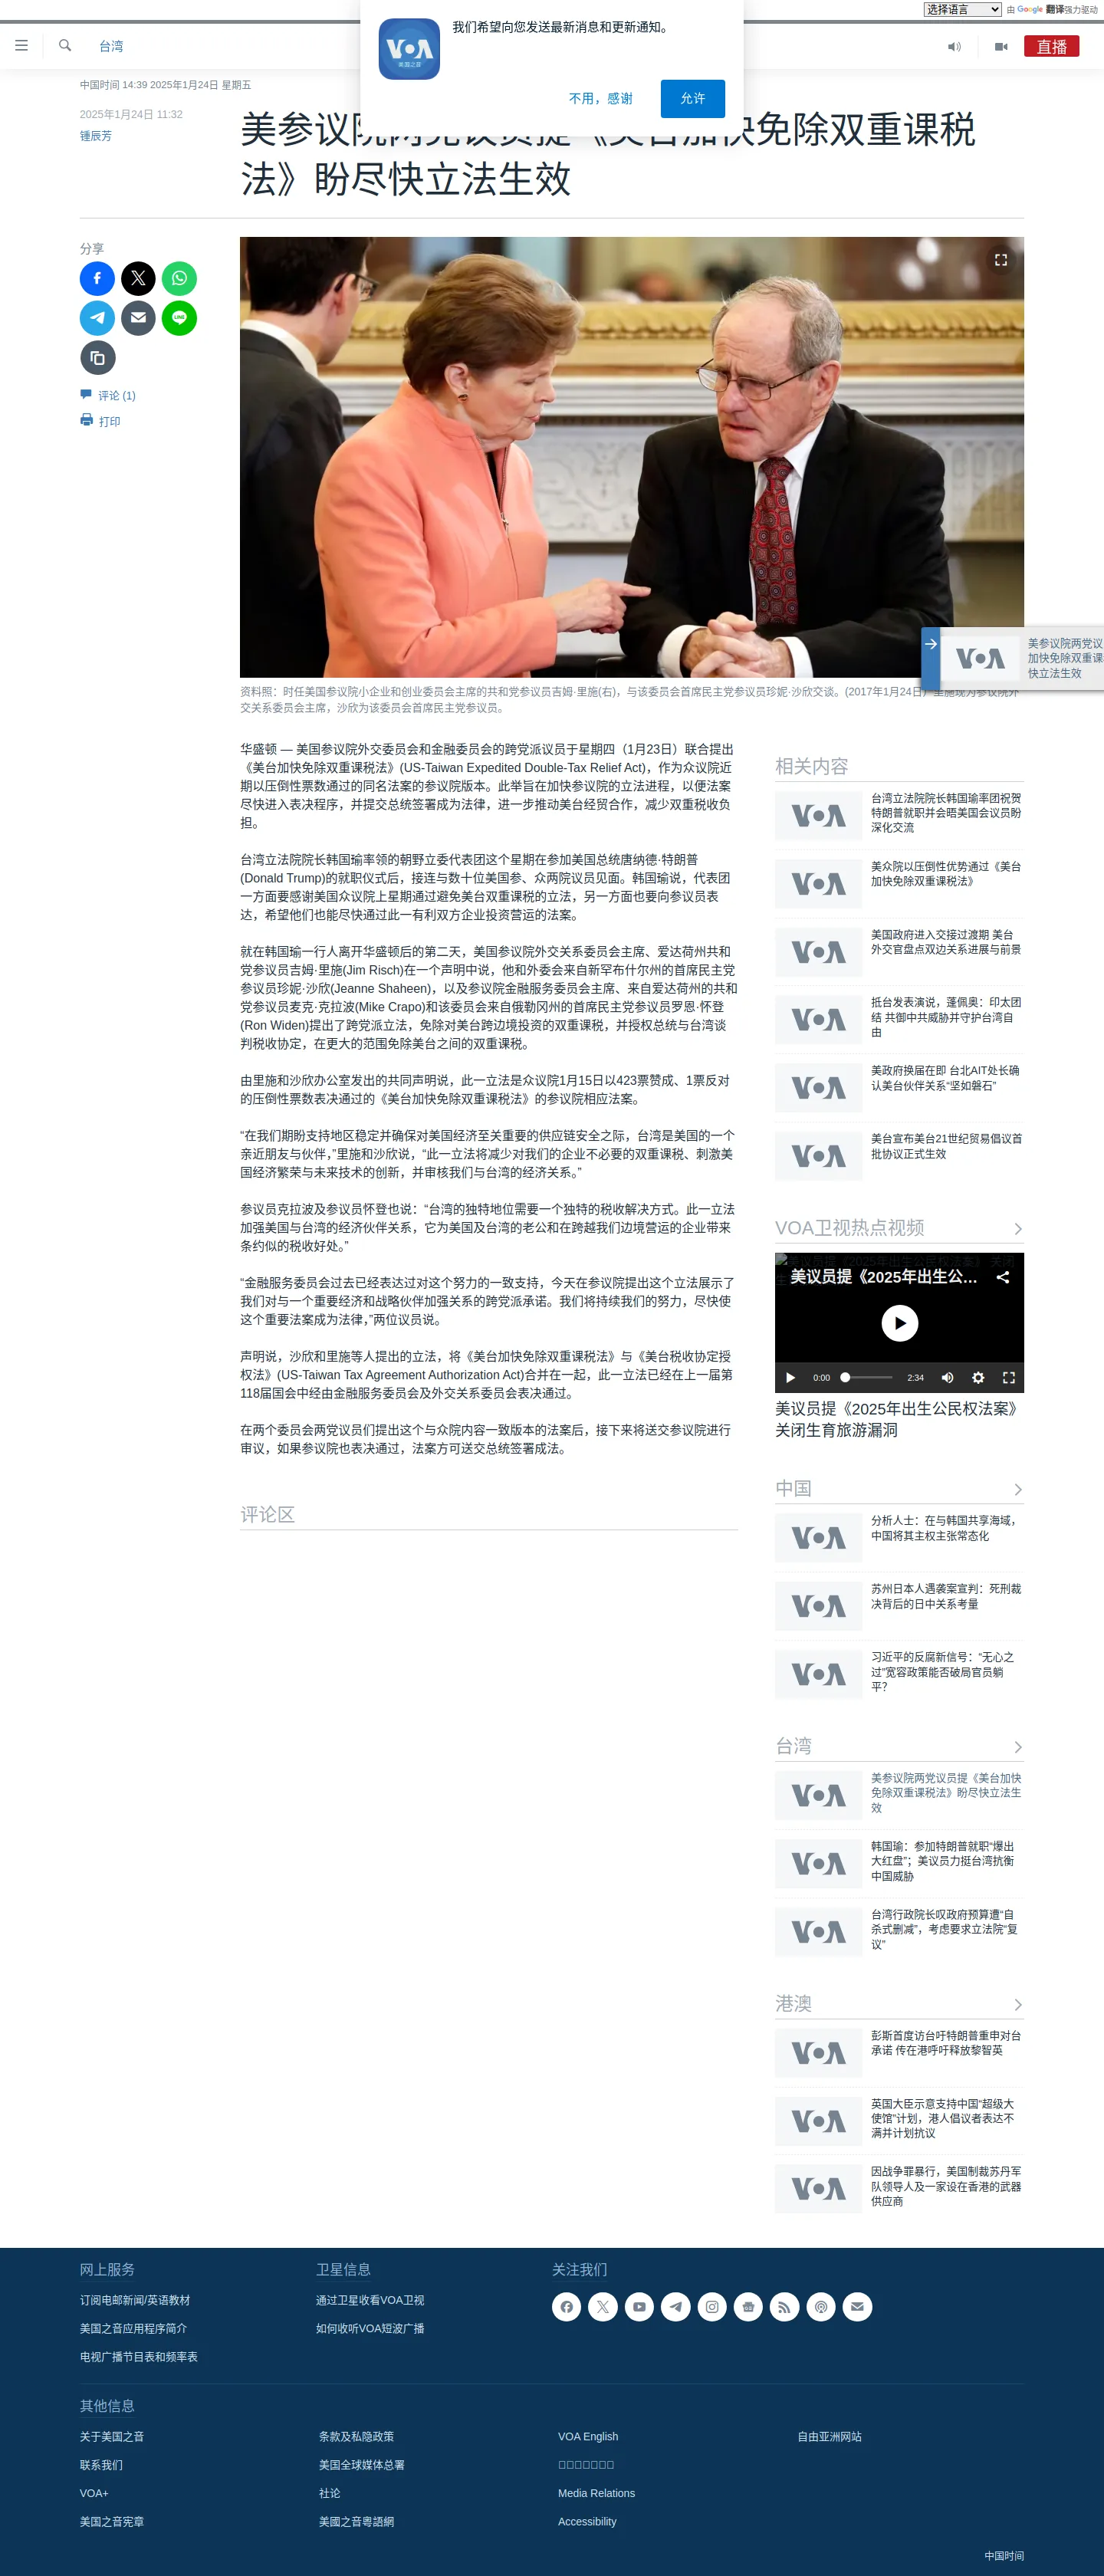 选择语言 由 Google 翻译强力驱动
我们希望向您发送最新消息和更新通知。
不用，感谢 允许
台湾
直播
中国时间 14:39 2025年1月24日 星期五
2025年1月24日 11:32
锺辰芳
法》盼尽快立法生效
分享
评论 (1)
打印
美参议院两党议
加快免除双重课
快立法生效
资料照：时任美国参议院小企业和创业委员会主席的共和党参议员吉姆·里施(右)，与该委员会首席民主党参议员珍妮·沙欣交谈。(2017年1月24日）里施现为参议院外
交关系委员会主席，沙欣为该委员会首席民主党参议员。
华盛顿 — 美国参议院外交委员会和金融委员会的跨党派议员于星期四（1月23日）联合提出
《美台加快免除双重课税法》(US-Taiwan Expedited Double-Tax Relief Act)，作为众议院近
期以压倒性票数通过的同名法案的参议院版本。此举旨在加快参议院的立法进程，以便法案
尽快进入表决程序，并提交总统签署成为法律，进一步推动美台经贸合作，减少双重税收负
担。
台湾立法院院长韩国瑜率领的朝野立委代表团这个星期在参加美国总统唐纳德·特朗普
(Donald Trump)的就职仪式后，接连与数十位美国参、众两院议员见面。韩国瑜说，代表团
一方面要感谢美国众议院上星期通过避免美台双重课税的立法，另一方面也要向参议员表
达，希望他们也能尽快通过此一有利双方企业投资营运的法案。
就在韩国瑜一行人离开华盛顿后的第二天，美国参议院外交关系委员会主席、爱达荷州共和
党参议员吉姆·里施(Jim Risch)在一个声明中说，他和外委会来自新罕布什尔州的首席民主党
参议员珍妮·沙欣(Jeanne Shaheen)，以及参议院金融服务委员会主席、来自爱达荷州的共和
党参议员麦克·克拉波(Mike Crapo)和该委员会来自俄勒冈州的首席民主党参议员罗恩·怀登
(Ron Widen)提出了跨党派立法，免除对美台跨边境投资的双重课税，并授权总统与台湾谈
判税收协定，在更大的范围免除美台之间的双重课税。
由里施和沙欣办公室发出的共同声明说，此一立法是众议院1月15日以423票赞成、1票反对
的压倒性票数表决通过的《美台加快免除双重课税法》的参议院相应法案。
“在我们期盼支持地区稳定并确保对美国经济至关重要的供应链安全之际，台湾是美国的一个
亲近朋友与伙伴，”里施和沙欣说，“此一立法将减少对我们的企业不必要的双重课税、刺激美
国经济繁荣与未来技术的创新，并审核我们与台湾的经济关系。”
参议员克拉波及参议员怀登也说：“台湾的独特地位需要一个独特的税收解决方式。此一立法
加强美国与台湾的经济伙伴关系，它为美国及台湾的老公和在跨越我们边境营运的企业带来
条约似的税收好处。”
“金融服务委员会过去已经表达过对这个努力的一致支持，今天在参议院提出这个立法展示了
我们对与一个重要经济和战略伙伴加强关系的跨党派承诺。我们将持续我们的努力，尽快使
这个重要法案成为法律，”两位议员说。
声明说，沙欣和里施等人提出的立法，将《美台加快免除双重课税法》与《美台税收协定授
权法》(US-Taiwan Tax Agreement Authorization Act)合并在一起，此一立法已经在上一届第
118届国会中经由金融服务委员会及外交关系委员会表决通过。
在两个委员会两党议员们提出这个与众院内容一致版本的法案后，接下来将送交参议院进行
审议，如果参议院也表决通过，法案方可送交总统签署成法。
评论区
相关内容
台湾立法院院长韩国瑜率团祝贺
特朗普就职并会晤美国会议员盼
深化交流
美众院以压倒性优势通过《美台
加快免除双重课税法》
美国政府进入交接过渡期 美台
外交官盘点双边关系进展与前景
抵台发表演说，蓬佩奥：印太团
结 共御中共威胁并守护台湾自
由
美政府换届在即 台北AIT处长确
认美台伙伴关系“坚如磐石”
美台宣布美台21世纪贸易倡议首
批协议正式生效
VOA卫视热点视频
美议员提《2025年出生公…
0:00 2:34
美议员提《2025年出生公民权法案》
关闭生育旅游漏洞
中国
分析人士：在与韩国共享海域，
中国将其主权主张常态化
苏州日本人遇袭案宣判：死刑裁
决背后的日中关系考量
习近平的反腐新信号：“无心之
过”宽容政策能否破局官员躺
平？
台湾
美参议院两党议员提《美台加快
免除双重课税法》盼尽快立法生
效
韩国瑜：参加特朗普就职“爆出
大红盘”；美议员力挺台湾抗衡
中国威胁
台湾行政院长叹政府预算遭“自
杀式删减”，考虑要求立法院“复
议”
港澳
彭斯首度访台吁特朗普重申对台
承诺 传在港呼吁释放黎智英
英国大臣示意支持中国“超级大
使馆”计划，港人倡议者表达不
满并计划抗议
因战争罪暴行，美国制裁苏丹军
队领导人及一家设在香港的武器
供应商
网上服务
订阅电邮新闻/英语教材
美国之音应用程序简介
电视广播节目表和频率表
卫星信息
通过卫星收看VOA卫视
如何收听VOA短波广播
关注我们
其他信息
关于美国之音
联系我们
VOA+
美国之音宪章
条款及私隐政策
美国全球媒体总署
社论
美國之音粵語網
VOA English
Media Relations
Accessibility
自由亚洲网站
中国时间